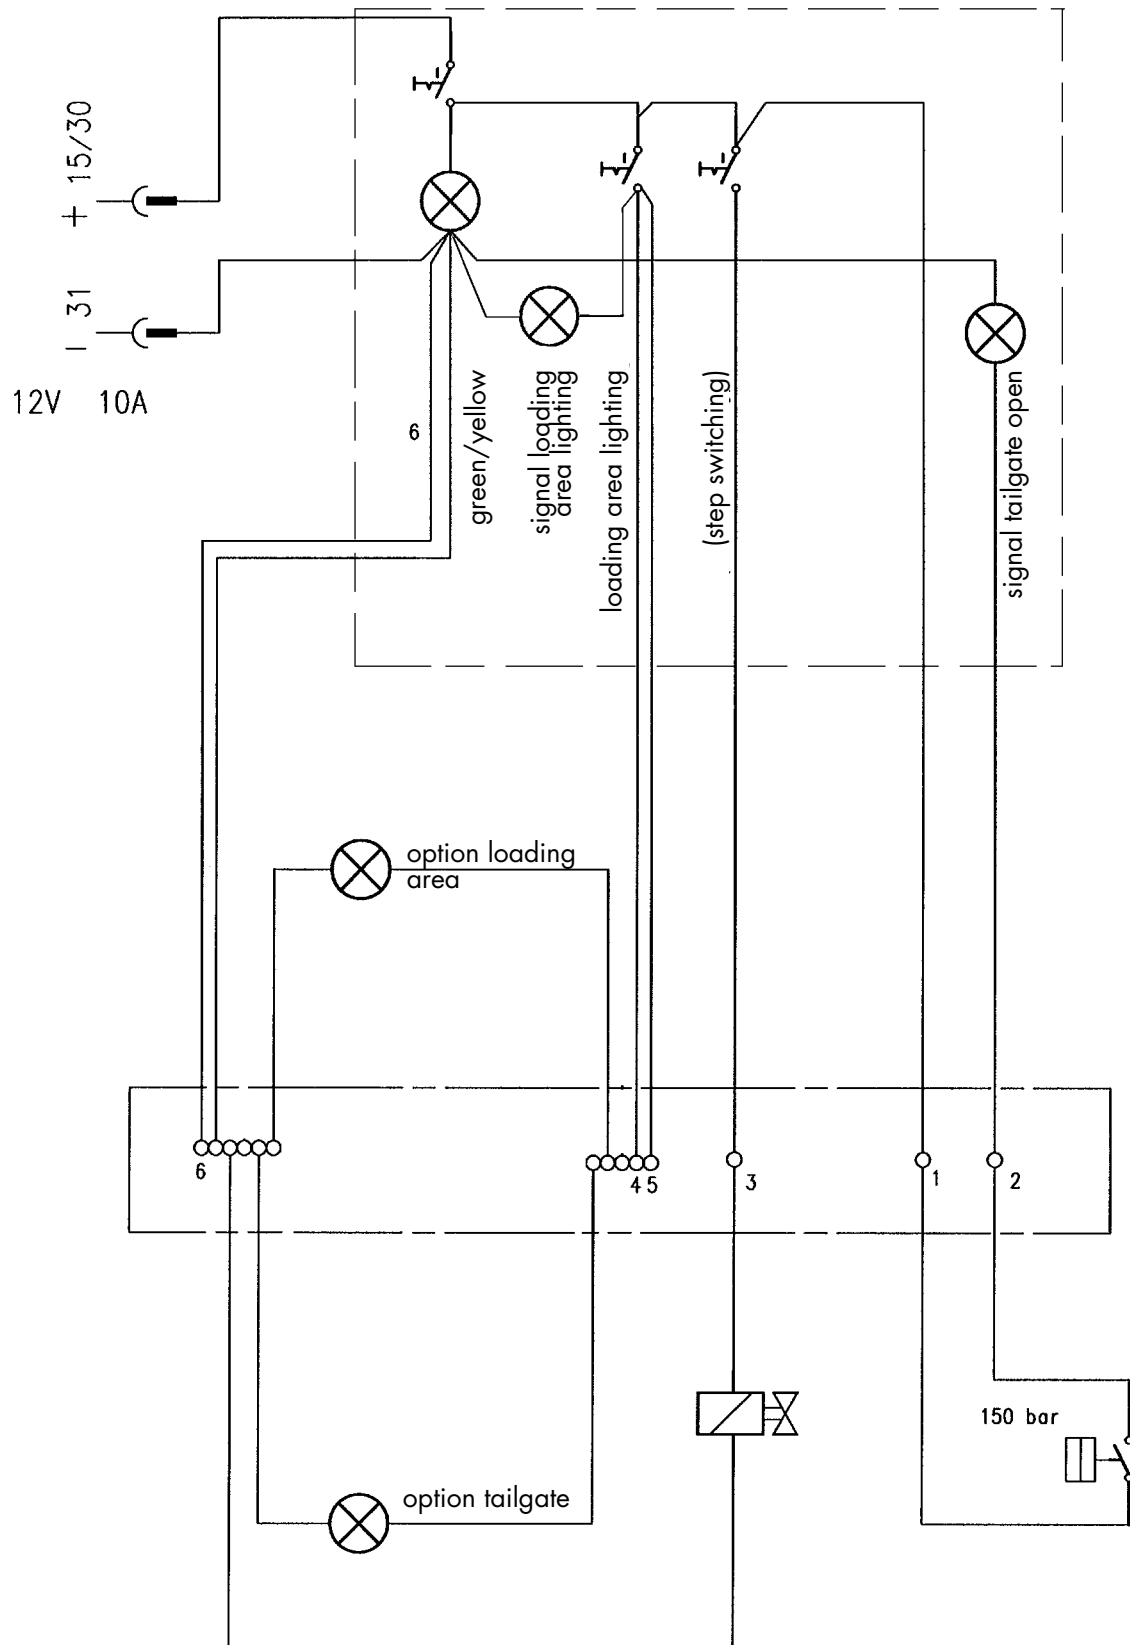 + 15/30
− 31
12V 10A
6
green/yellow
signal loading
area lighting
loading area lighting
(step switching)
signal tailgate open
option loading
area
6
4 5
3
1
2
150 bar
option tailgate